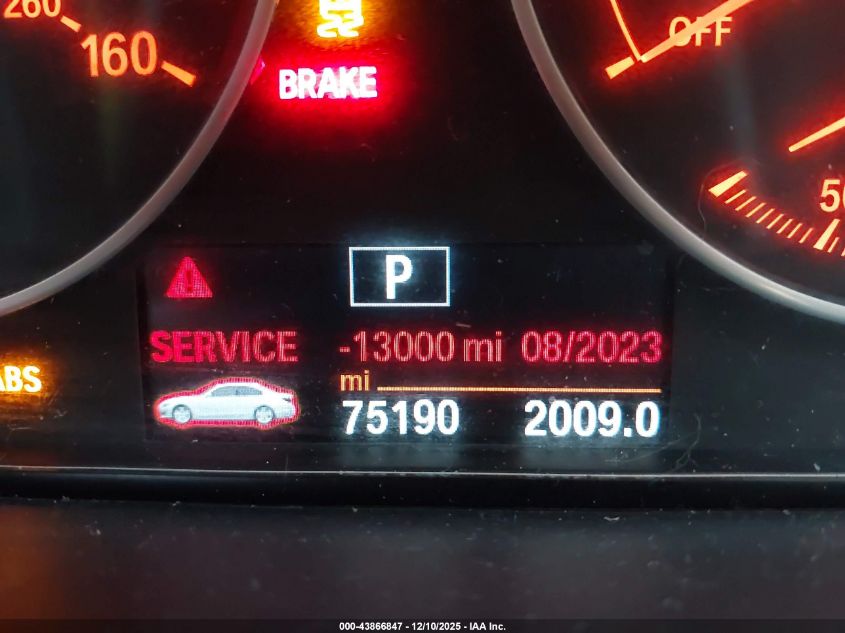 260
160
BRAKE
OFF
50
P
SERVICE -13000 mi 08/2023
mi
ABS
75190 2009.0
000-43866847 - 12/10/2025 - IAA Inc.